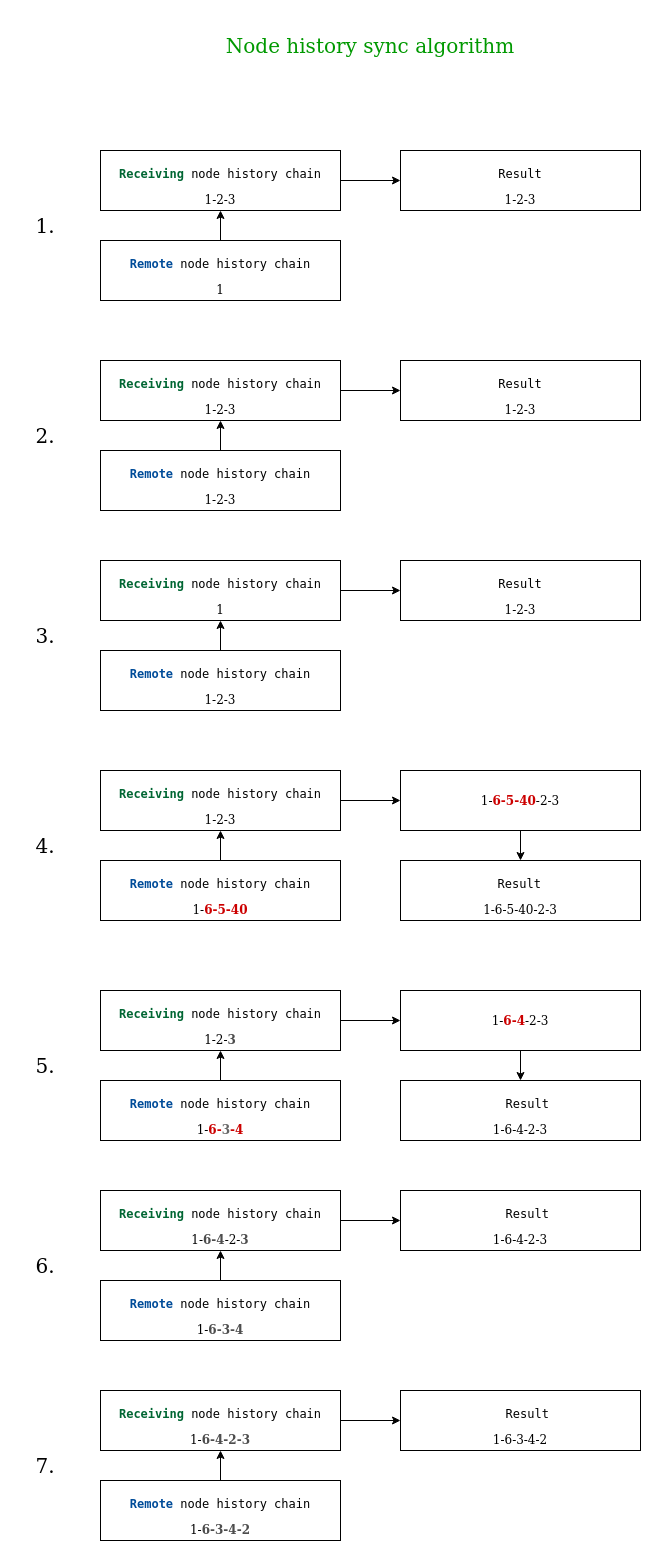 Node history sync algorithm
1.
Receiving node history chain
1-2-3
Result
1-2-3
Remote node history chain
1
2.
Receiving node history chain
1-2-3
Result
1-2-3
Remote node history chain
1-2-3
3.
Receiving node history chain
1
Result
1-2-3
Remote node history chain
1-2-3
4.
Receiving node history chain
1-2-3
1-6-5-40-2-3
Remote node history chain
1-6-5-40
Result
1-6-5-40-2-3
5.
Receiving node history chain
1-2-3
1-6-4-2-3
Remote node history chain
1-6-3-4
Result
1-6-4-2-3
6.
Receiving node history chain
1-6-4-2-3
Result
1-6-4-2-3
Remote node history chain
1-6-3-4
7.
Receiving node history chain
1-6-4-2-3
Result
1-6-3-4-2
Remote node history chain
1-6-3-4-2